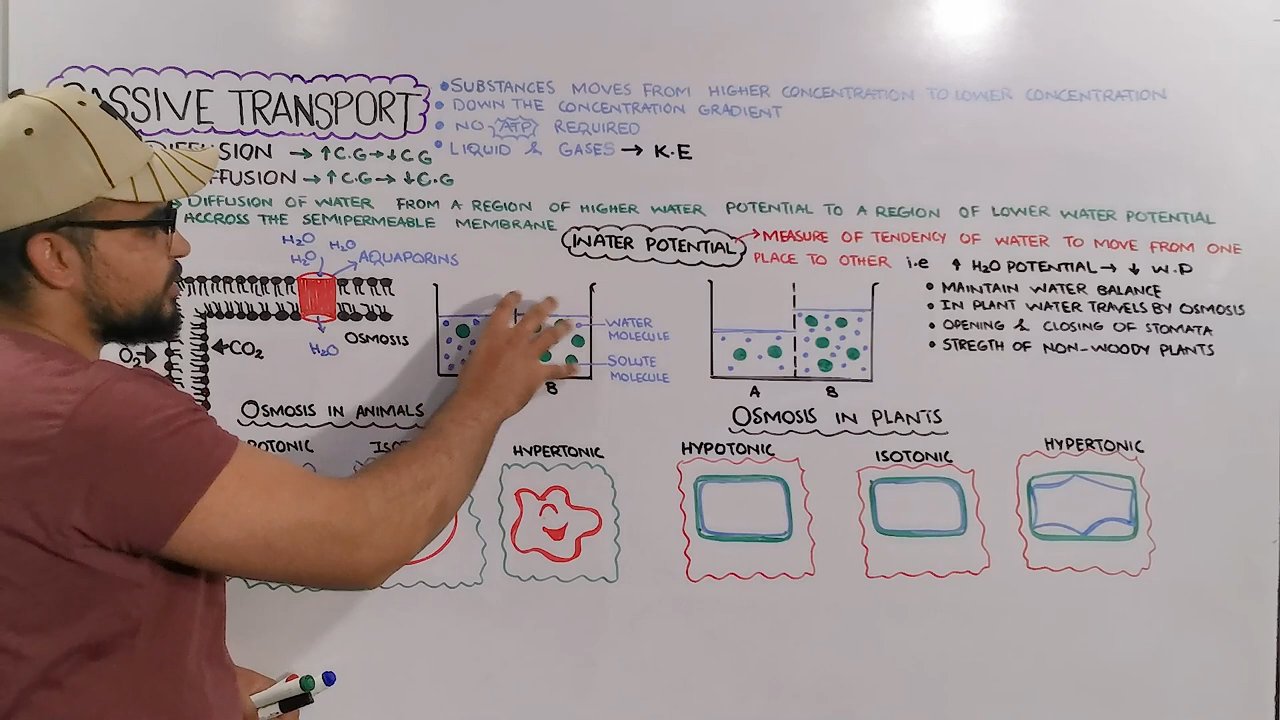 PASSIVE TRANSPORT
• SUBSTANCES MOVES FROM HIGHER CONCENTRATION TO LOWER CONCENTRATION
• DOWN THE CONCENTRATION GRADIENT
• NO ATP REQUIRED
• LIQUID & GASES → K.E
DIFFUSION → ↑C.G → ↓C G
FFUSION → ↑C.G → ↓C.G
DIFFUSION OF WATER FROM A REGION OF HIGHER WATER POTENTIAL TO A REGION OF LOWER WATER POTENTIAL
ACCROSS THE SEMIPERMEABLE MEMBRANE
WATER POTENTIAL
→ MEASURE OF TENDENCY OF WATER TO MOVE FROM ONE
PLACE TO OTHER i.e ↑ H2O POTENTIAL → ↓ W.P
• MAINTAIN WATER BALANCE
• IN PLANT WATER TRAVELS BY OSMOSIS
• OPENING & CLOSING OF STOMATA
• STREGTH OF NON-WOODY PLANTS
H2O
H2O
H2O
AQUAPORINS
H2O
OSMOSIS
O2
CO2
WATER
MOLECULE
SOLUTE
MOLECULE
B
A B
OSMOSIS IN ANIMALS
OTONIC
ISO
HYPERTONIC
OSMOSIS IN PLANTS
HYPOTONIC
ISOTONIC
HYPERTONIC